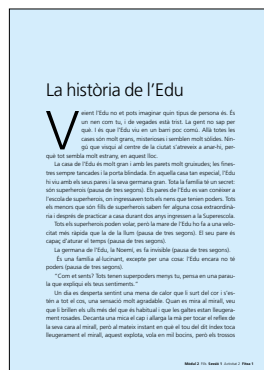 La història de l’Edu
Veient l’Edu no et pots imaginar quin tipus de persona és. És
un nen com tu, i de vegades està trist. La gent no sap per
què. I és que l’Edu viu en un barri poc comú. Allà totes les
cases són molt grans, misterioses i semblen molt sòlides. Nin-
gú que visqui al centre de la ciutat s’atreveix a anar-hi, per-
què tot sembla molt estrany, en aquest lloc.
La casa de l’Edu és molt gran i amb les parets molt gruixudes; les fines-
tres sempre tancades i la porta blindada. En aquella casa tan especial, l’Edu
hi viu amb els seus pares i la seva germana gran. Tota la família té un secret:
són superherois (pausa de tres segons). Els pares de l’Edu es van conèixer a
l’escola de superherois, on ingressaven tots els nens que tenien poders. Tots
els menors que són fills de superherois saben fer alguna cosa extraordinà-
ria i després de practicar a casa durant dos anys ingressen a la Superescola.
Tots els superherois poden volar, però la mare de l’Edu ho fa a una velo-
citat més ràpida que la de la llum (pausa de tres segons). El seu pare és
capaç d’aturar el temps (pausa de tres segons).
La germana de l’Edu, la Noemí, es fa invisible (pausa de tres segons).
És una família al·lucinant, excepte per una cosa: l’Edu encara no té
poders (pausa de tres segons).
“Com et sents? Tots tenen superpoders menys tu, pensa en una parau-
la que expliqui els teus sentiments.”
Un dia es desperta sentint una mena de calor que li surt del cor i s’es-
tén a tot el cos, una sensació molt agradable. Quan es mira al mirall, veu
que li brillen els ulls més del que és habitual i que les galtes estan lleugera-
ment rosades. Decanta una mica el cap i allarga la mà per tocar el reflex de
la seva cara al mirall, però al mateix instant en què el tou del dit índex toca
lleugerament el mirall, aquest explota, vola en mil bocins, però els trossos
Mòdul 2 P6 Sessió 3 Activitat 2 Fitxa 1